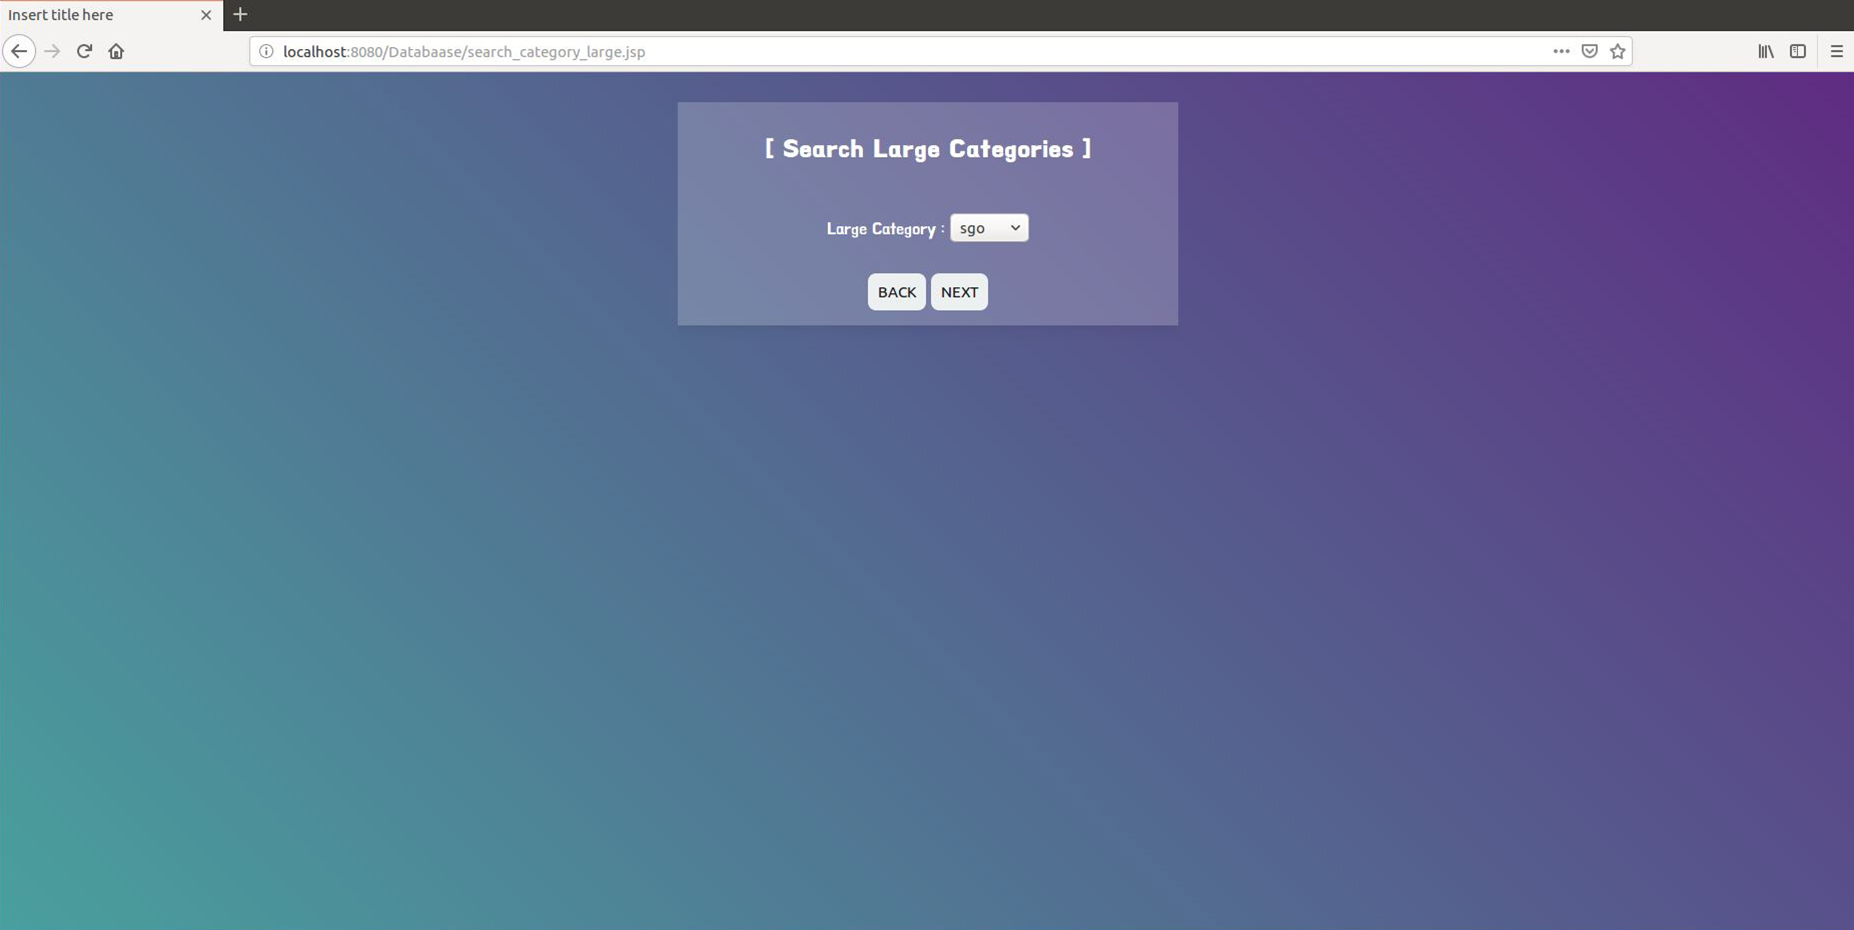 Insert title here
localhost:8080/Databaase/search_category_large.jsp
[ Search Large Categories ]
Large Category : sgo
BACK NEXT